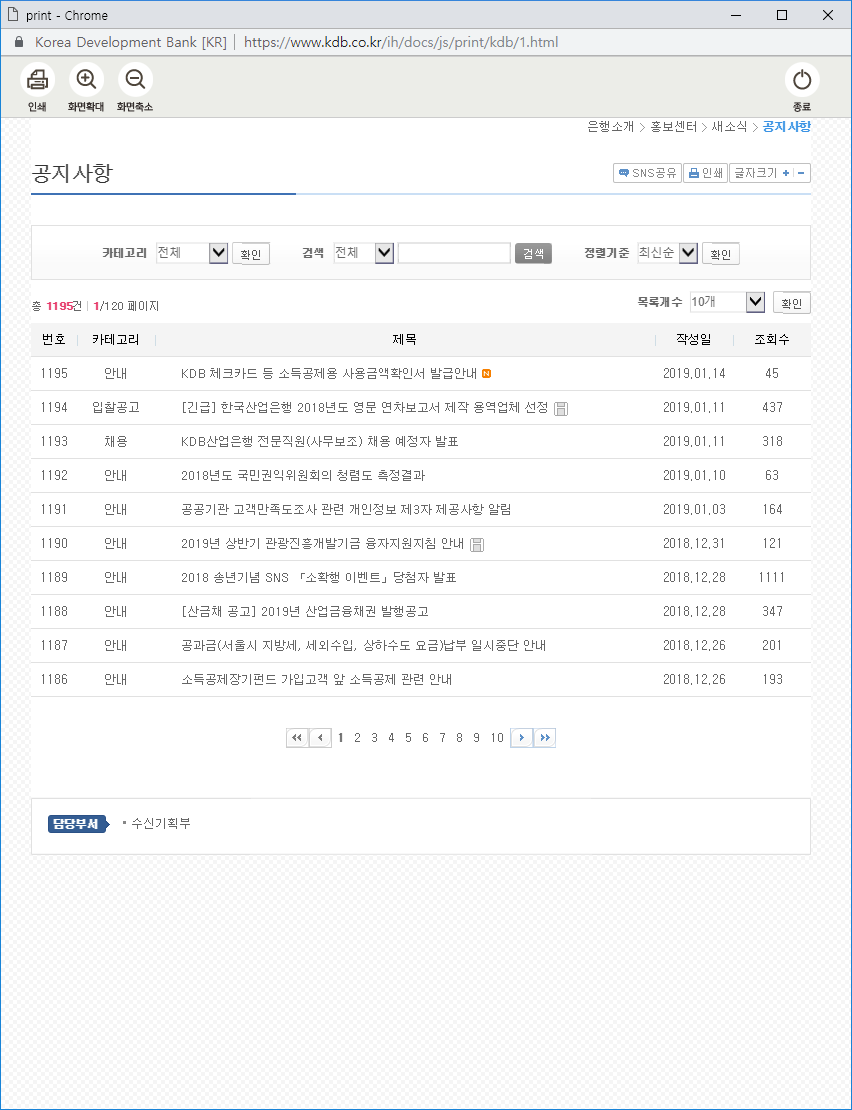 print - Chrome
Korea Development Bank [KR] | https://www.kdb.co.kr/ih/docs/js/print/kdb/1.html
인쇄 화면확대 화면축소 종료
은행소개 > 홍보센터 > 새소식 > 공지사항
공지사항 SNS공유 인쇄 글자크기 + -
카테고리 전체 확인 검색 전체 검색 정렬기준 최신순 확인
총 1195건 | 1/120 페이지 목록개수 10개 확인
번호 카테고리 제목 작성일 조회수
1195 안내 KDB 체크카드 등 소득공제용 사용금액확인서 발급안내 N 2019.01.14 45
1194 입찰공고 [긴급] 한국산업은행 2018년도 영문 연차보고서 제작 용역업체 선정 2019.01.11 437
1193 채용 KDB산업은행 전문직원(사무보조) 채용 예정자 발표 2019.01.11 318
1192 안내 2018년도 국민권익위원회의 청렴도 측정결과 2019.01.10 63
1191 안내 공공기관 고객만족도조사 관련 개인정보 제3자 제공사항 알림 2019.01.03 164
1190 안내 2019년 상반기 관광진흥개발기금 융자지원지침 안내 2018.12.31 121
1189 안내 2018 송년기념 SNS 「소확행 이벤트」 당첨자 발표 2018.12.28 1111
1188 안내 [산금채 공고] 2019년 산업금융채권 발행공고 2018.12.28 347
1187 안내 공과금(서울시 지방세, 세외수입, 상하수도 요금)납부 일시중단 안내 2018.12.26 201
1186 안내 소득공제장기펀드 가입고객 앞 소득공제 관련 안내 2018.12.26 193
1 2 3 4 5 6 7 8 9 10
담당부서 • 수신기획부